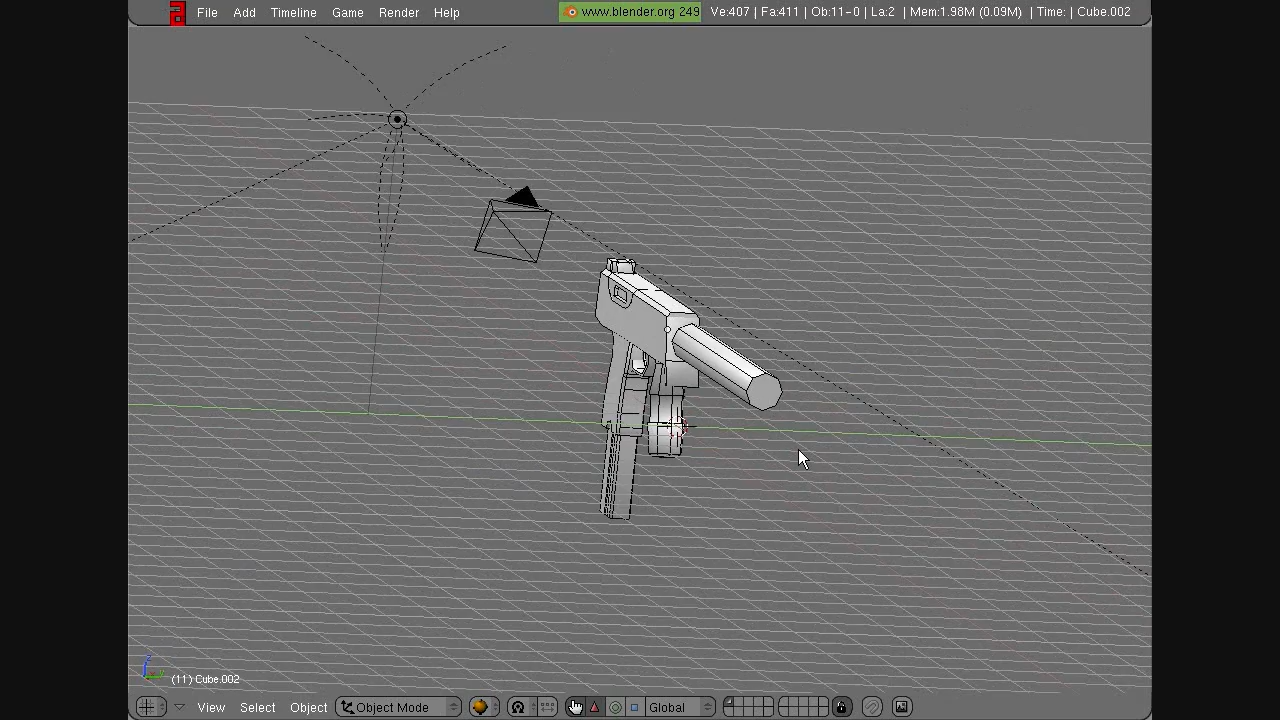 File Add Timeline Game Render Help www.blender.org 249 Ve:407 | Fa:411 | Ob:11-0 | La:2 | Mem:1.98M (0.09M) | Time: | Cube.002
z
y
(11) Cube.002
View Select Object Object Mode Global